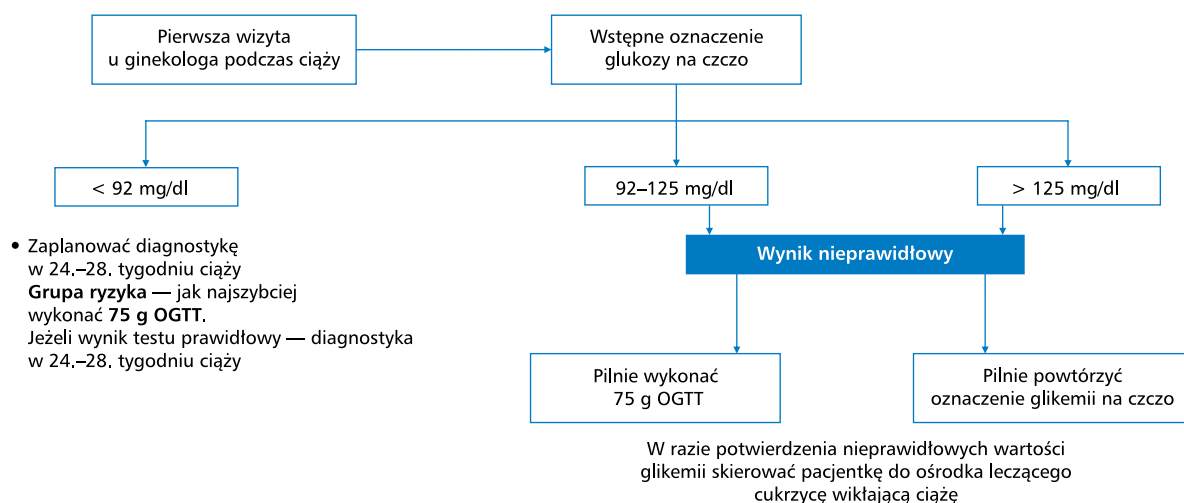 Pierwsza wizyta
u ginekologa podczas ciąży
Wstępne oznaczenie
glukozy na czczo
< 92 mg/dl
92–125 mg/dl
> 125 mg/dl
• Zaplanować diagnostykę
w 24.–28. tygodniu ciąży
Grupa ryzyka — jak najszybciej
wykonać 75 g OGTT.
Jeżeli wynik testu prawidłowy — diagnostyka
w 24.–28. tygodniu ciąży
Wynik nieprawidłowy
Pilnie wykonać
75 g OGTT
Pilnie powtórzyć
oznaczenie glikemii na czczo
W razie potwierdzenia nieprawidłowych wartości
glikemii skierować pacjentkę do ośrodka leczącego
cukrzycę wikłającą ciążę